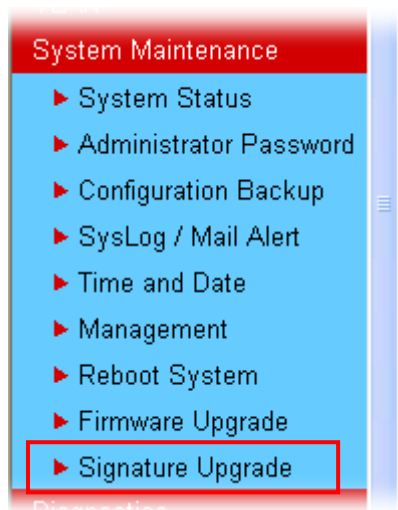 System Maintenance
System Status
Administrator Password
Configuration Backup
SysLog / Mail Alert
Time and Date
Management
Reboot System
Firmware Upgrade
Signature Upgrade
Diagnostics